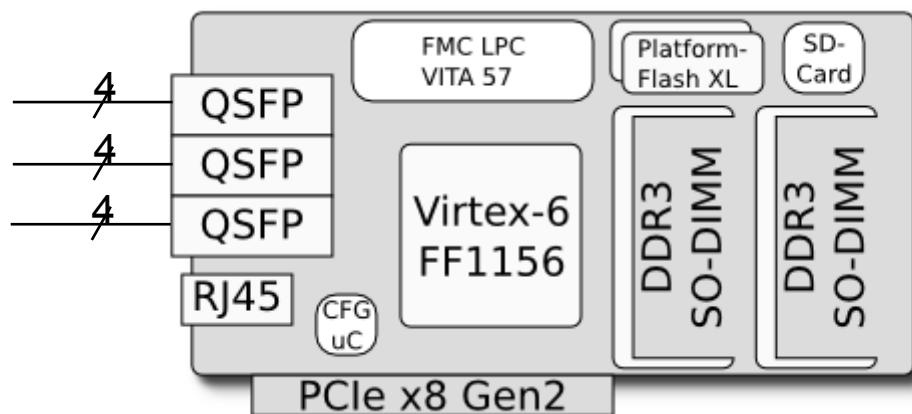 FMC LPC
VITA 57
Platform-
Flash XL
SD-
Card
4
QSFP
4
QSFP
4
QSFP
RJ45
CFG
uC
Virtex-6
FF1156
DDR3
SO-DIMM
DDR3
SO-DIMM
PCIe x8 Gen2